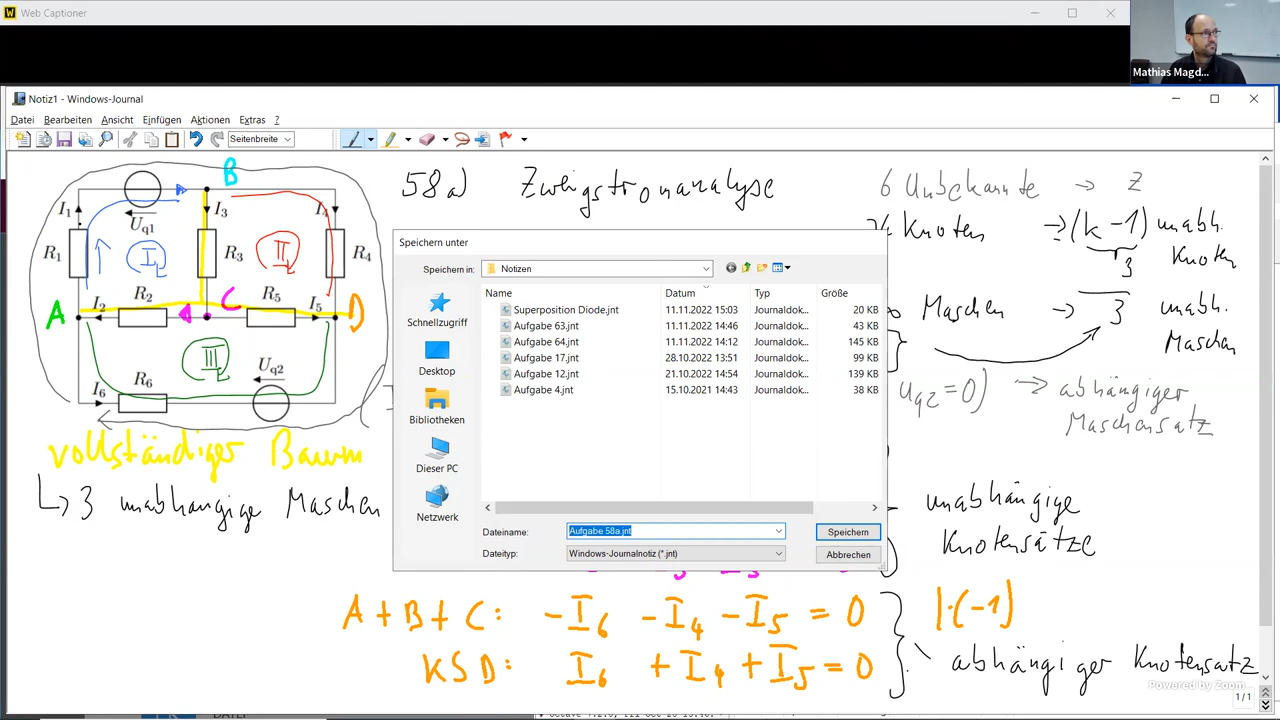 Web Captioner
Mathias Magd...
Notiz1 - Windows-Journal
Datei Bearbeiten Ansicht Einfügen Aktionen Extras ?
Seitenbreite
58a) Zweigstromanalyse
6 Unbekannte → Z
Knoten → (k-1) unabh. Knoten
3
Maschen → 3 unabh. Maschen
Uq2 = 0) → abhängiger Maschensatz
B
I1 Uq1 I3 I4
R1 I R3 II R4
A I2 R2 C R5 I5 D
III
I6 R6 Uq2
vollständiger Baum
↳ 3 unabhängige Maschen
unabhängige Knotensätze
Speichern unter
Speichern in: Notizen
Name Datum Typ Größe
Superposition Diode.jnt 11.11.2022 15:03 Journaldok... 20 KB
Aufgabe 63.jnt 11.11.2022 14:46 Journaldok... 43 KB
Aufgabe 64.jnt 11.11.2022 14:12 Journaldok... 145 KB
Aufgabe 17.jnt 28.10.2022 13:51 Journaldok... 99 KB
Aufgabe 12.jnt 21.10.2022 14:54 Journaldok... 139 KB
Aufgabe 4.jnt 15.10.2021 14:43 Journaldok... 38 KB
Schnellzugriff
Desktop
Bibliotheken
Dieser PC
Netzwerk
Dateiname: Aufgabe 58a.jnt Speichern
Dateityp: Windows-Journalnotiz (*.jnt) Abbrechen
A+B+C: -I6 -I4 -I5 = 0 |·(-1)
KSD: I6 +I4 +I5 = 0
abhängiger Knotensatz
Powered by Zoom
1/1